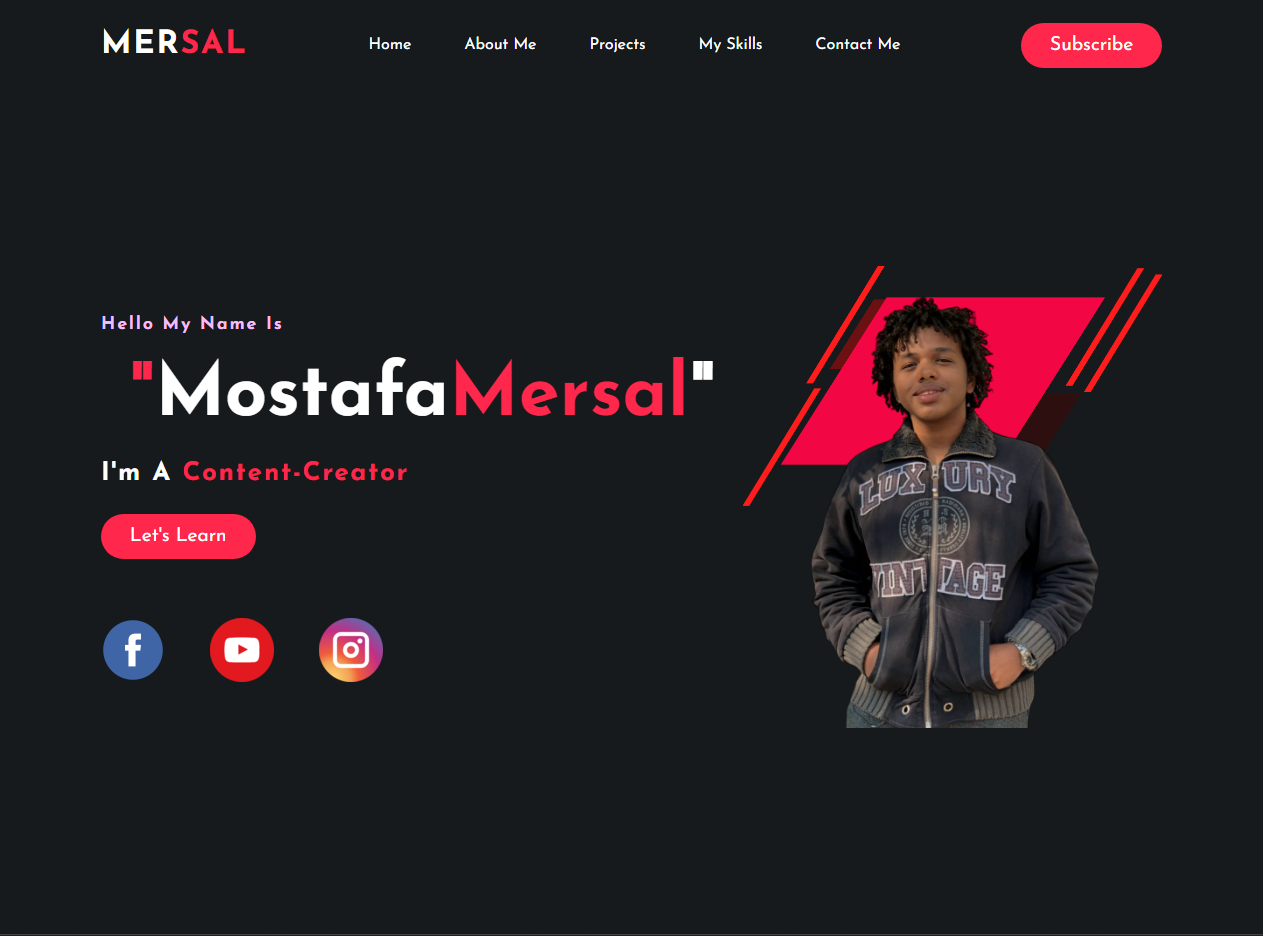 MERSAL
Home
About Me
Projects
My Skills
Contact Me
Subscribe
Hello My Name Is
"MostafaMersal"
I'm A Content-Creator
Let's Learn
LUXURY
VINTAGE